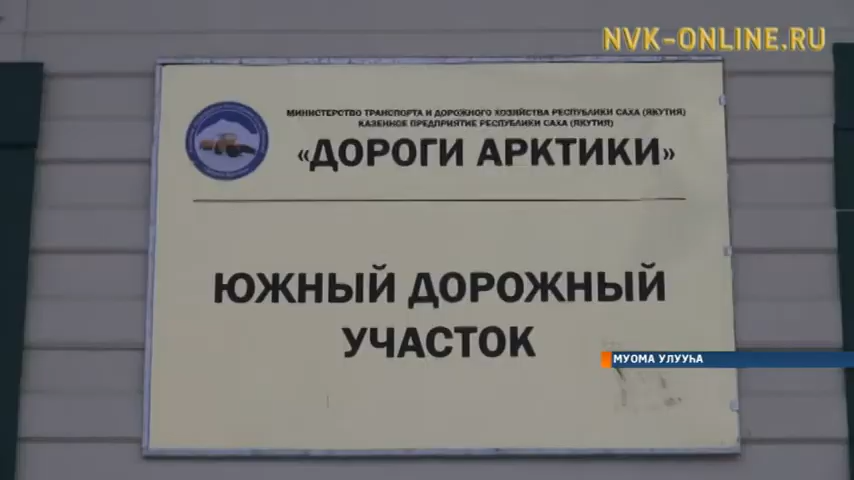 NVK-ONLINE.RU
МИНИСТЕРСТВО ТРАНСПОРТА И ДОРОЖНОГО ХОЗЯЙСТВА РЕСПУБЛИКИ САХА (ЯКУТИЯ)
КАЗЕННОЕ ПРЕДПРИЯТИЕ РЕСПУБЛИКИ САХА (ЯКУТИЯ)
«ДОРОГИ АРКТИКИ»
ЮЖНЫЙ ДОРОЖНЫЙ
УЧАСТОК
МУОМА УЛУУҺА